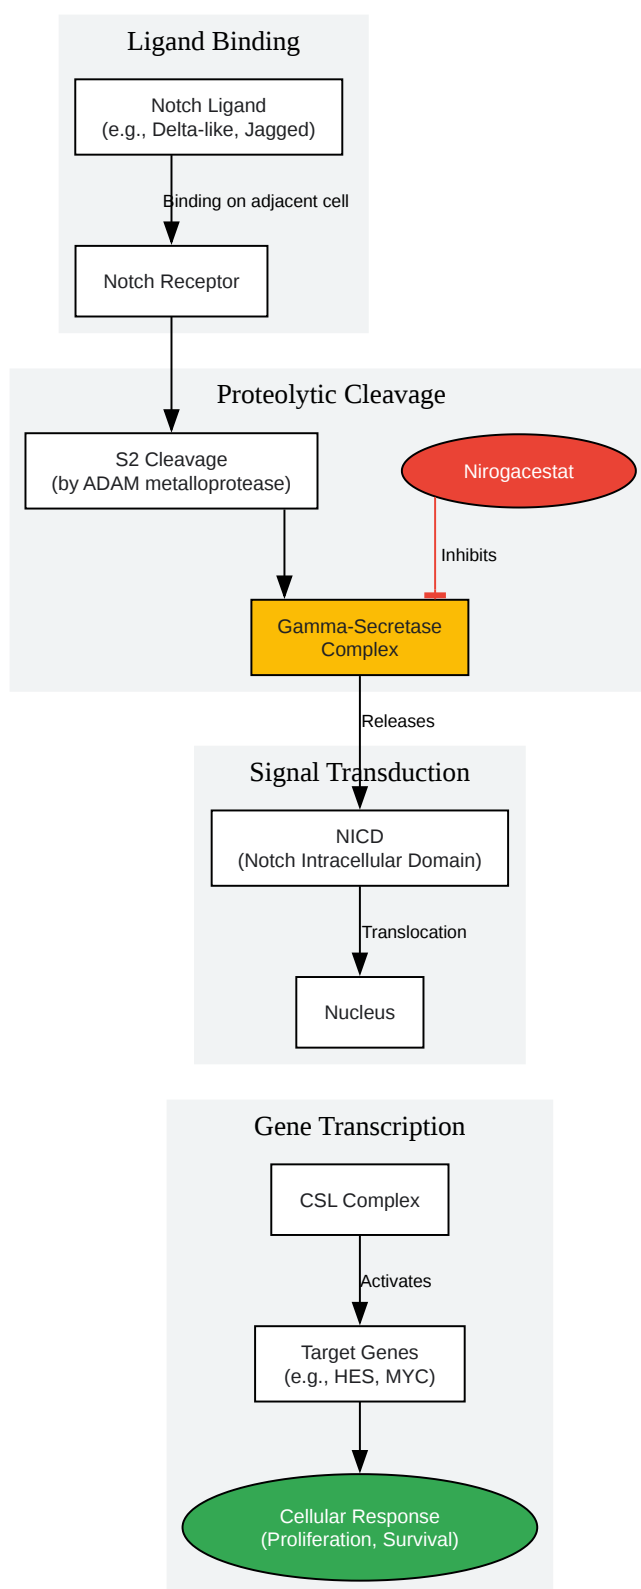 Ligand Binding
Notch Ligand
(e.g., Delta-like, Jagged)
Binding on adjacent cell
Notch Receptor
Proteolytic Cleavage
S2 Cleavage
(by ADAM metalloprotease)
Nirogacestat
Inhibits
Gamma-Secretase
Complex
Releases
Signal Transduction
NICD
(Notch Intracellular Domain)
Translocation
Nucleus
Gene Transcription
CSL Complex
Activates
Target Genes
(e.g., HES, MYC)
Cellular Response
(Proliferation, Survival)